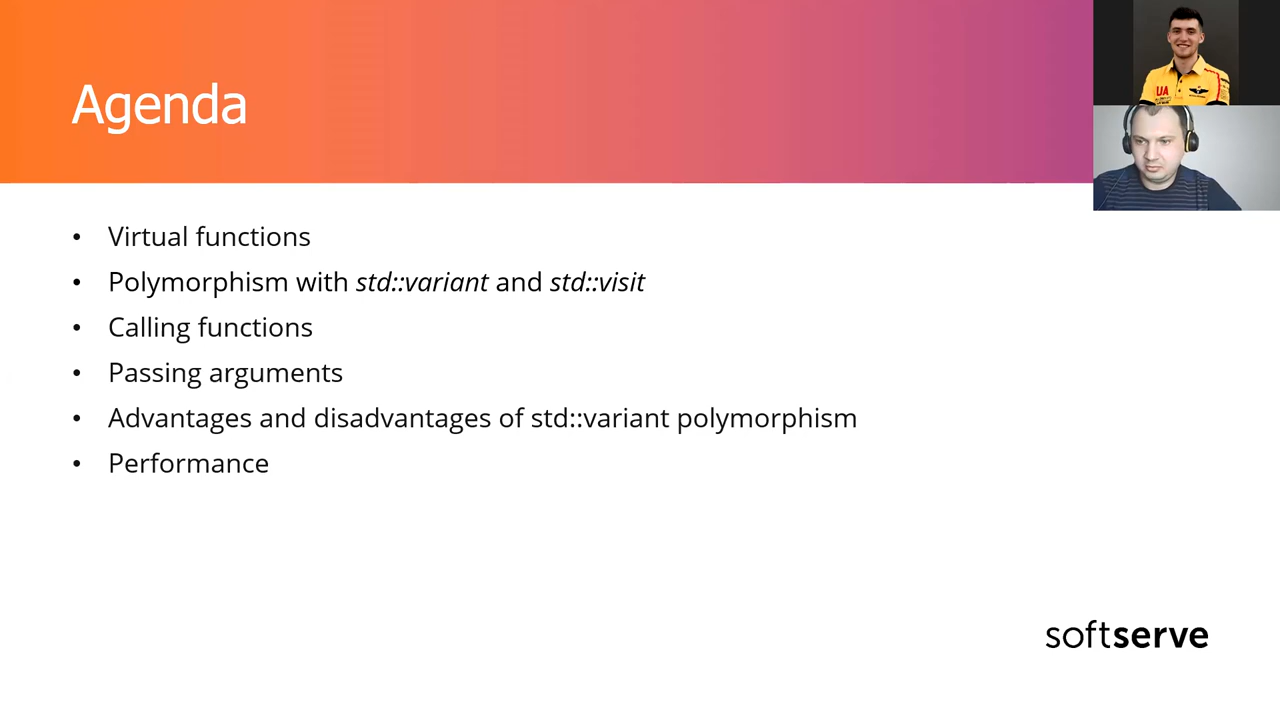 Agenda
• Virtual functions
• Polymorphism with std::variant and std::visit
• Calling functions
• Passing arguments
• Advantages and disadvantages of std::variant polymorphism
• Performance
softserve
UA